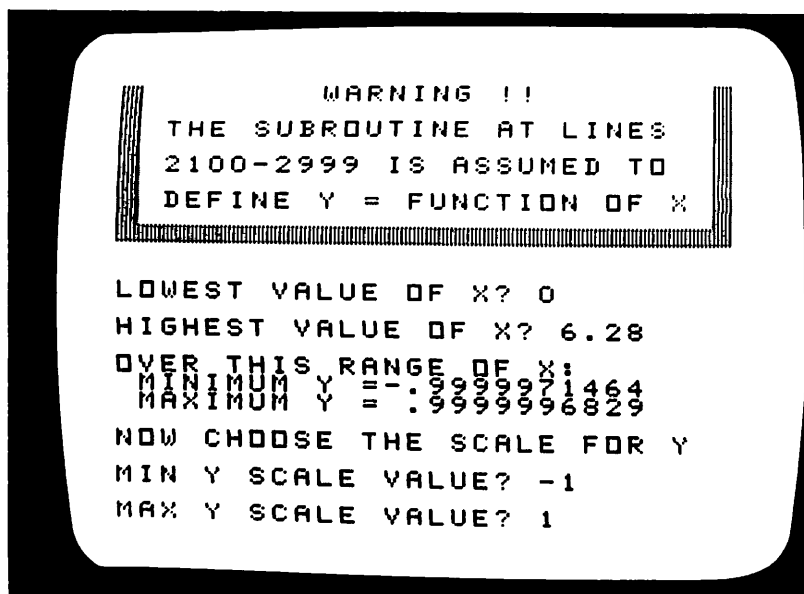 WARNING !!
THE SUBROUTINE AT LINES
2100-2999 IS ASSUMED TO
DEFINE Y = FUNCTION OF X
LOWEST VALUE OF X? 0
HIGHEST VALUE OF X? 6.28
OVER THIS RANGE OF X:
MINIMUM Y =-.9999971464
MAXIMUM Y = .9999996829
NOW CHOOSE THE SCALE FOR Y
MIN Y SCALE VALUE? -1
MAX Y SCALE VALUE? 1